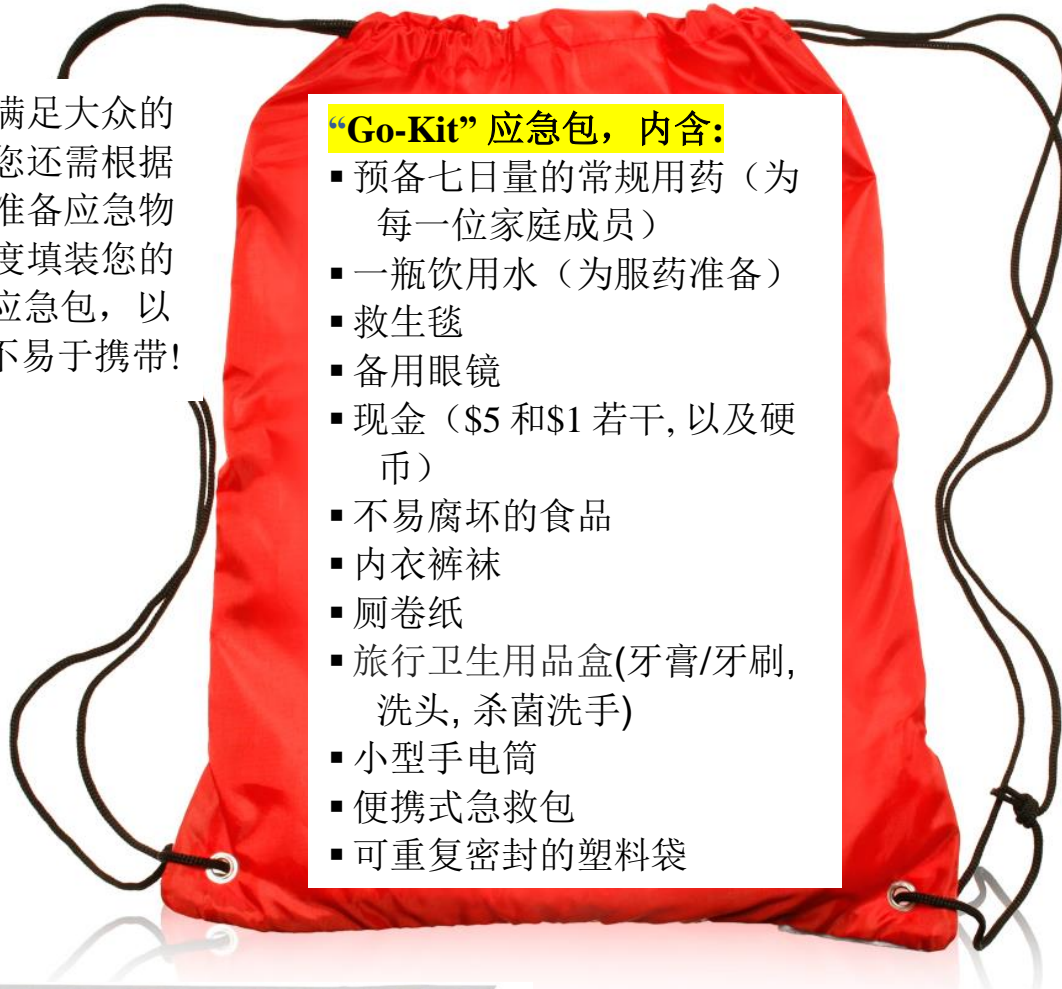 满足大众的
您还需根据
准备应急物
度填装您的
应急包，以
不易于携带!
“Go-Kit” 应急包，内含:
▪ 预备七日量的常规用药（为
每一位家庭成员）
▪ 一瓶饮用水（为服药准备）
▪ 救生毯
▪ 备用眼镜
▪ 现金（$5 和$1 若干, 以及硬
币）
▪ 不易腐坏的食品
▪ 内衣裤袜
▪ 厕卷纸
▪ 旅行卫生用品盒(牙膏/牙刷,
洗头, 杀菌洗手)
▪ 小型手电筒
▪ 便携式急救包
▪ 可重复密封的塑料袋